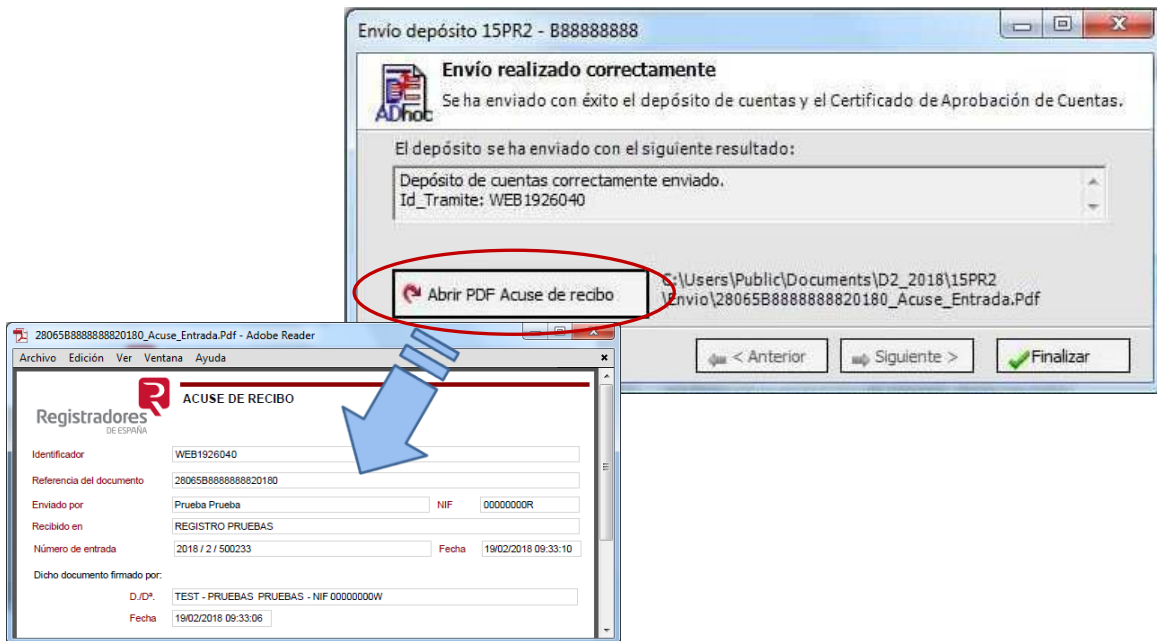 Envío depósito 15PR2 - B88888888
Envío realizado correctamente
Se ha enviado con éxito el depósito de cuentas y el Certificado de Aprobación de Cuentas.
ADhoc
El depósito se ha enviado con el siguiente resultado:
Depósito de cuentas correctamente enviado.
Id_Tramite: WEB1926040
Abrir PDF Acuse de recibo
C:\Users\Public\Documents\D2_2018\15PR2
\Envio\28065B8888888820180_Acuse_Entrada.Pdf
< Anterior
Siguiente >
Finalizar
28065B8888888820180_Acuse_Entrada.Pdf - Adobe Reader
Archivo Edición Ver Ventana Ayuda
Registradores
DE ESPAÑA
ACUSE DE RECIBO
Identificador WEB1926040
Referencia del documento 28065B8888888820180
Enviado por Prueba Prueba NIF 00000000R
Recibido en REGISTRO PRUEBAS
Número de entrada 2018 / 2 / 500233 Fecha 19/02/2018 09:33:10
Dicho documento firmado por:
D./Dª. TEST - PRUEBAS PRUEBAS - NIF 00000000W
Fecha 19/02/2018 09:33:06